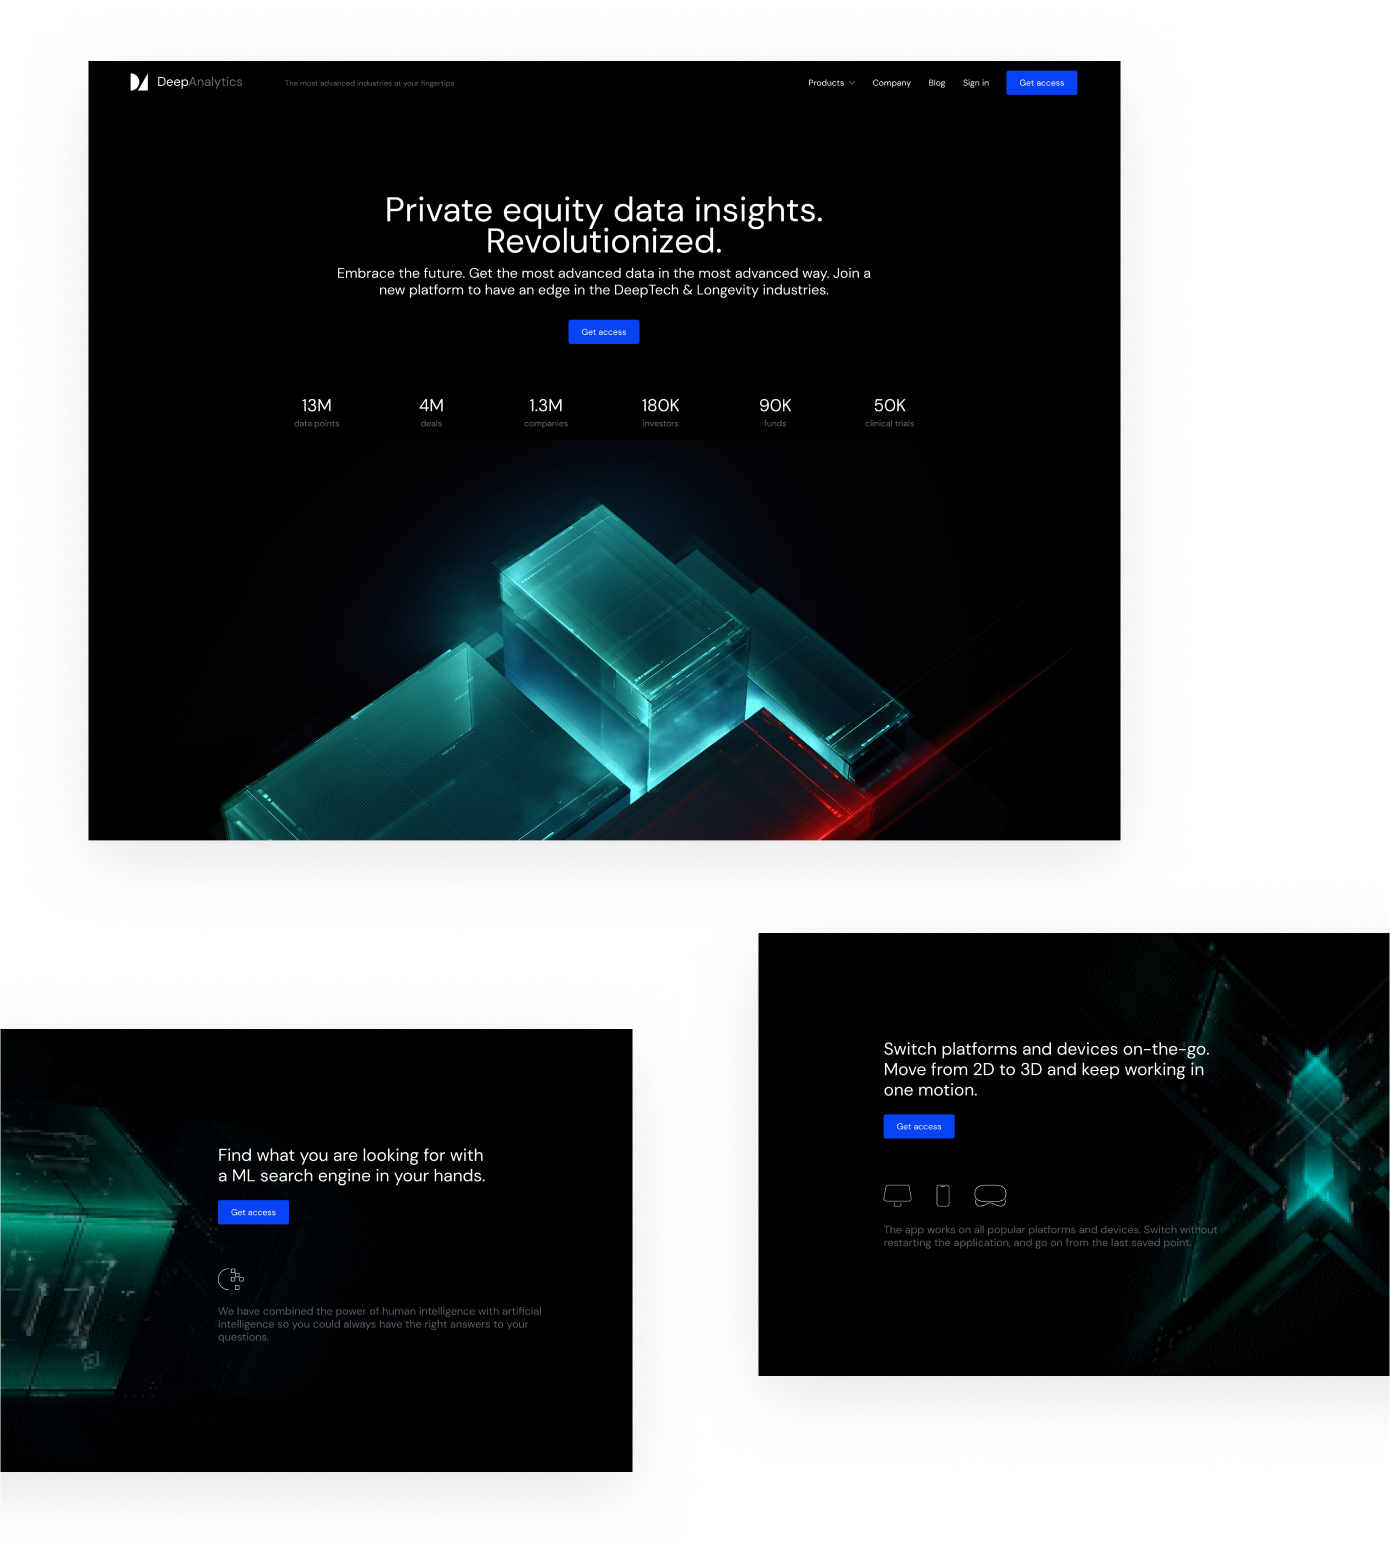 DeepAnalytics
The most advanced industries at your fingertips
Products
Company
Blog
Sign in
Get access
Private equity data insights.
Revolutionized.
Embrace the future. Get the most advanced data in the most advanced way. Join a
new platform to have an edge in the DeepTech & Longevity industries.
Get access
13M
data points
4M
deals
1.3M
companies
180K
investors
90K
funds
50K
clinical trials
Switch platforms and devices on-the-go.
Move from 2D to 3D and keep working in
one motion.
Get access
The app works on all popular platforms and devices. Switch without
restarting the application, and go on from the last saved point.
Find what you are looking for with
a ML search engine in your hands.
Get access
We have combined the power of human intelligence with artificial
intelligence so you could always have the right answers to your
questions.